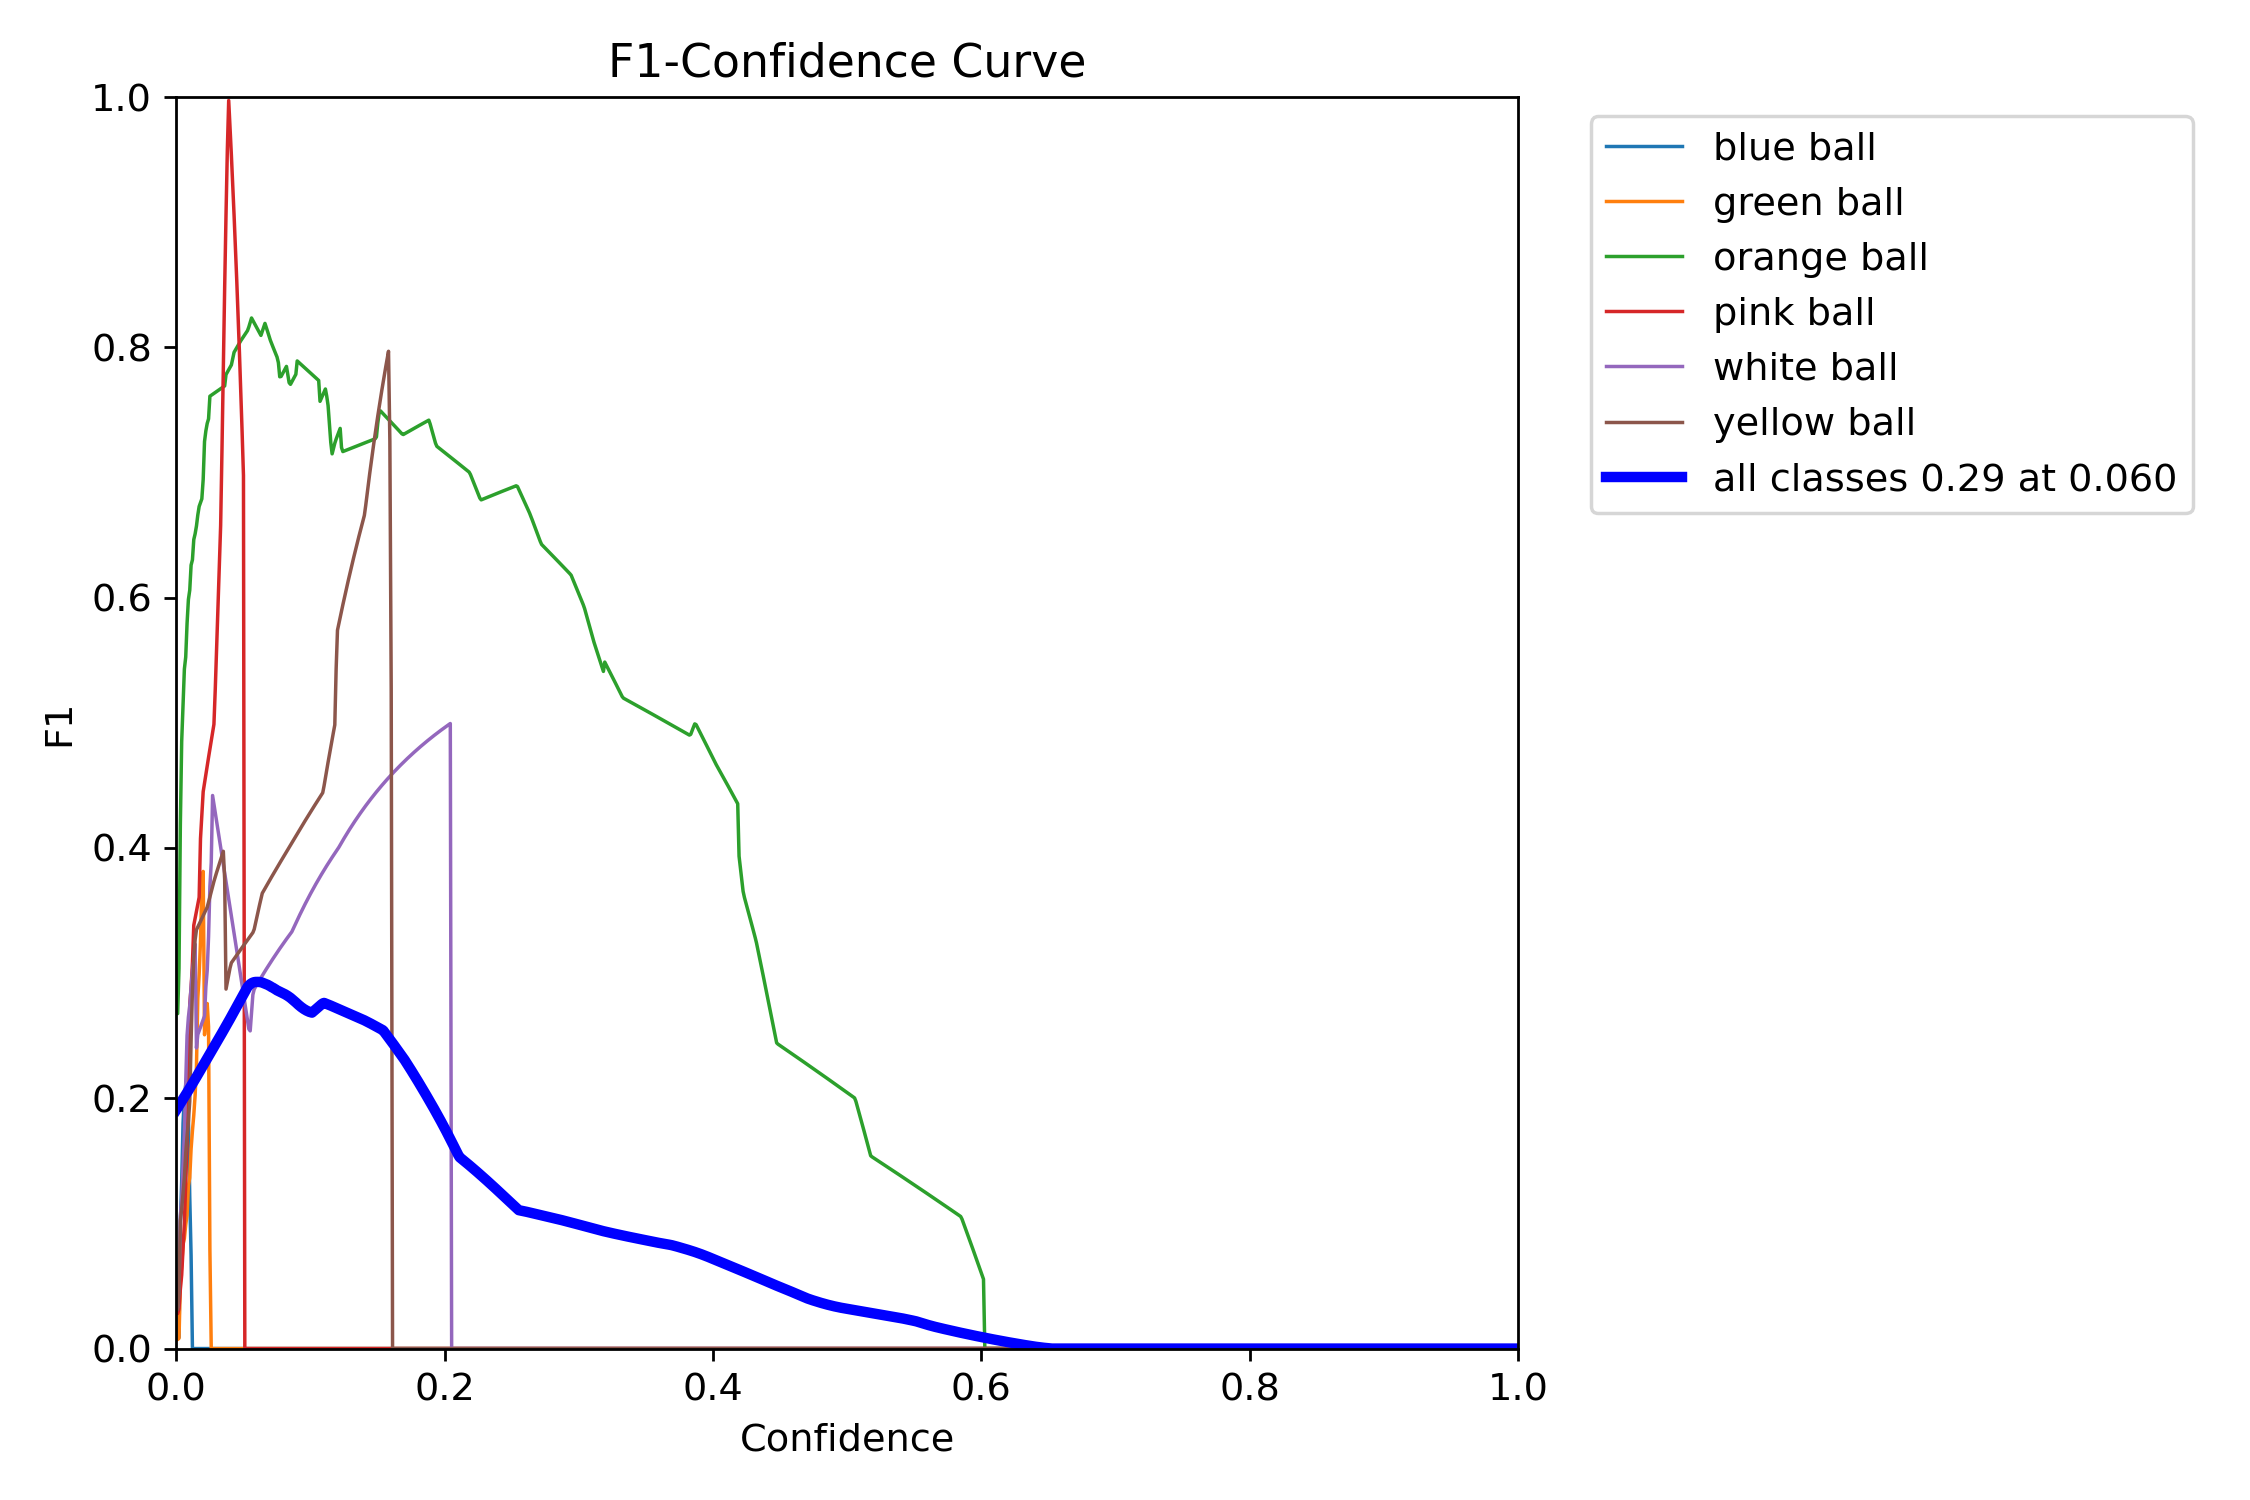 F1-Confidence Curve
1.0
0.8
0.6
0.4
0.2
0.0
F1
0.0 0.2 0.4 0.6 0.8 1.0
Confidence
blue ball
green ball
orange ball
pink ball
white ball
yellow ball
all classes 0.29 at 0.060